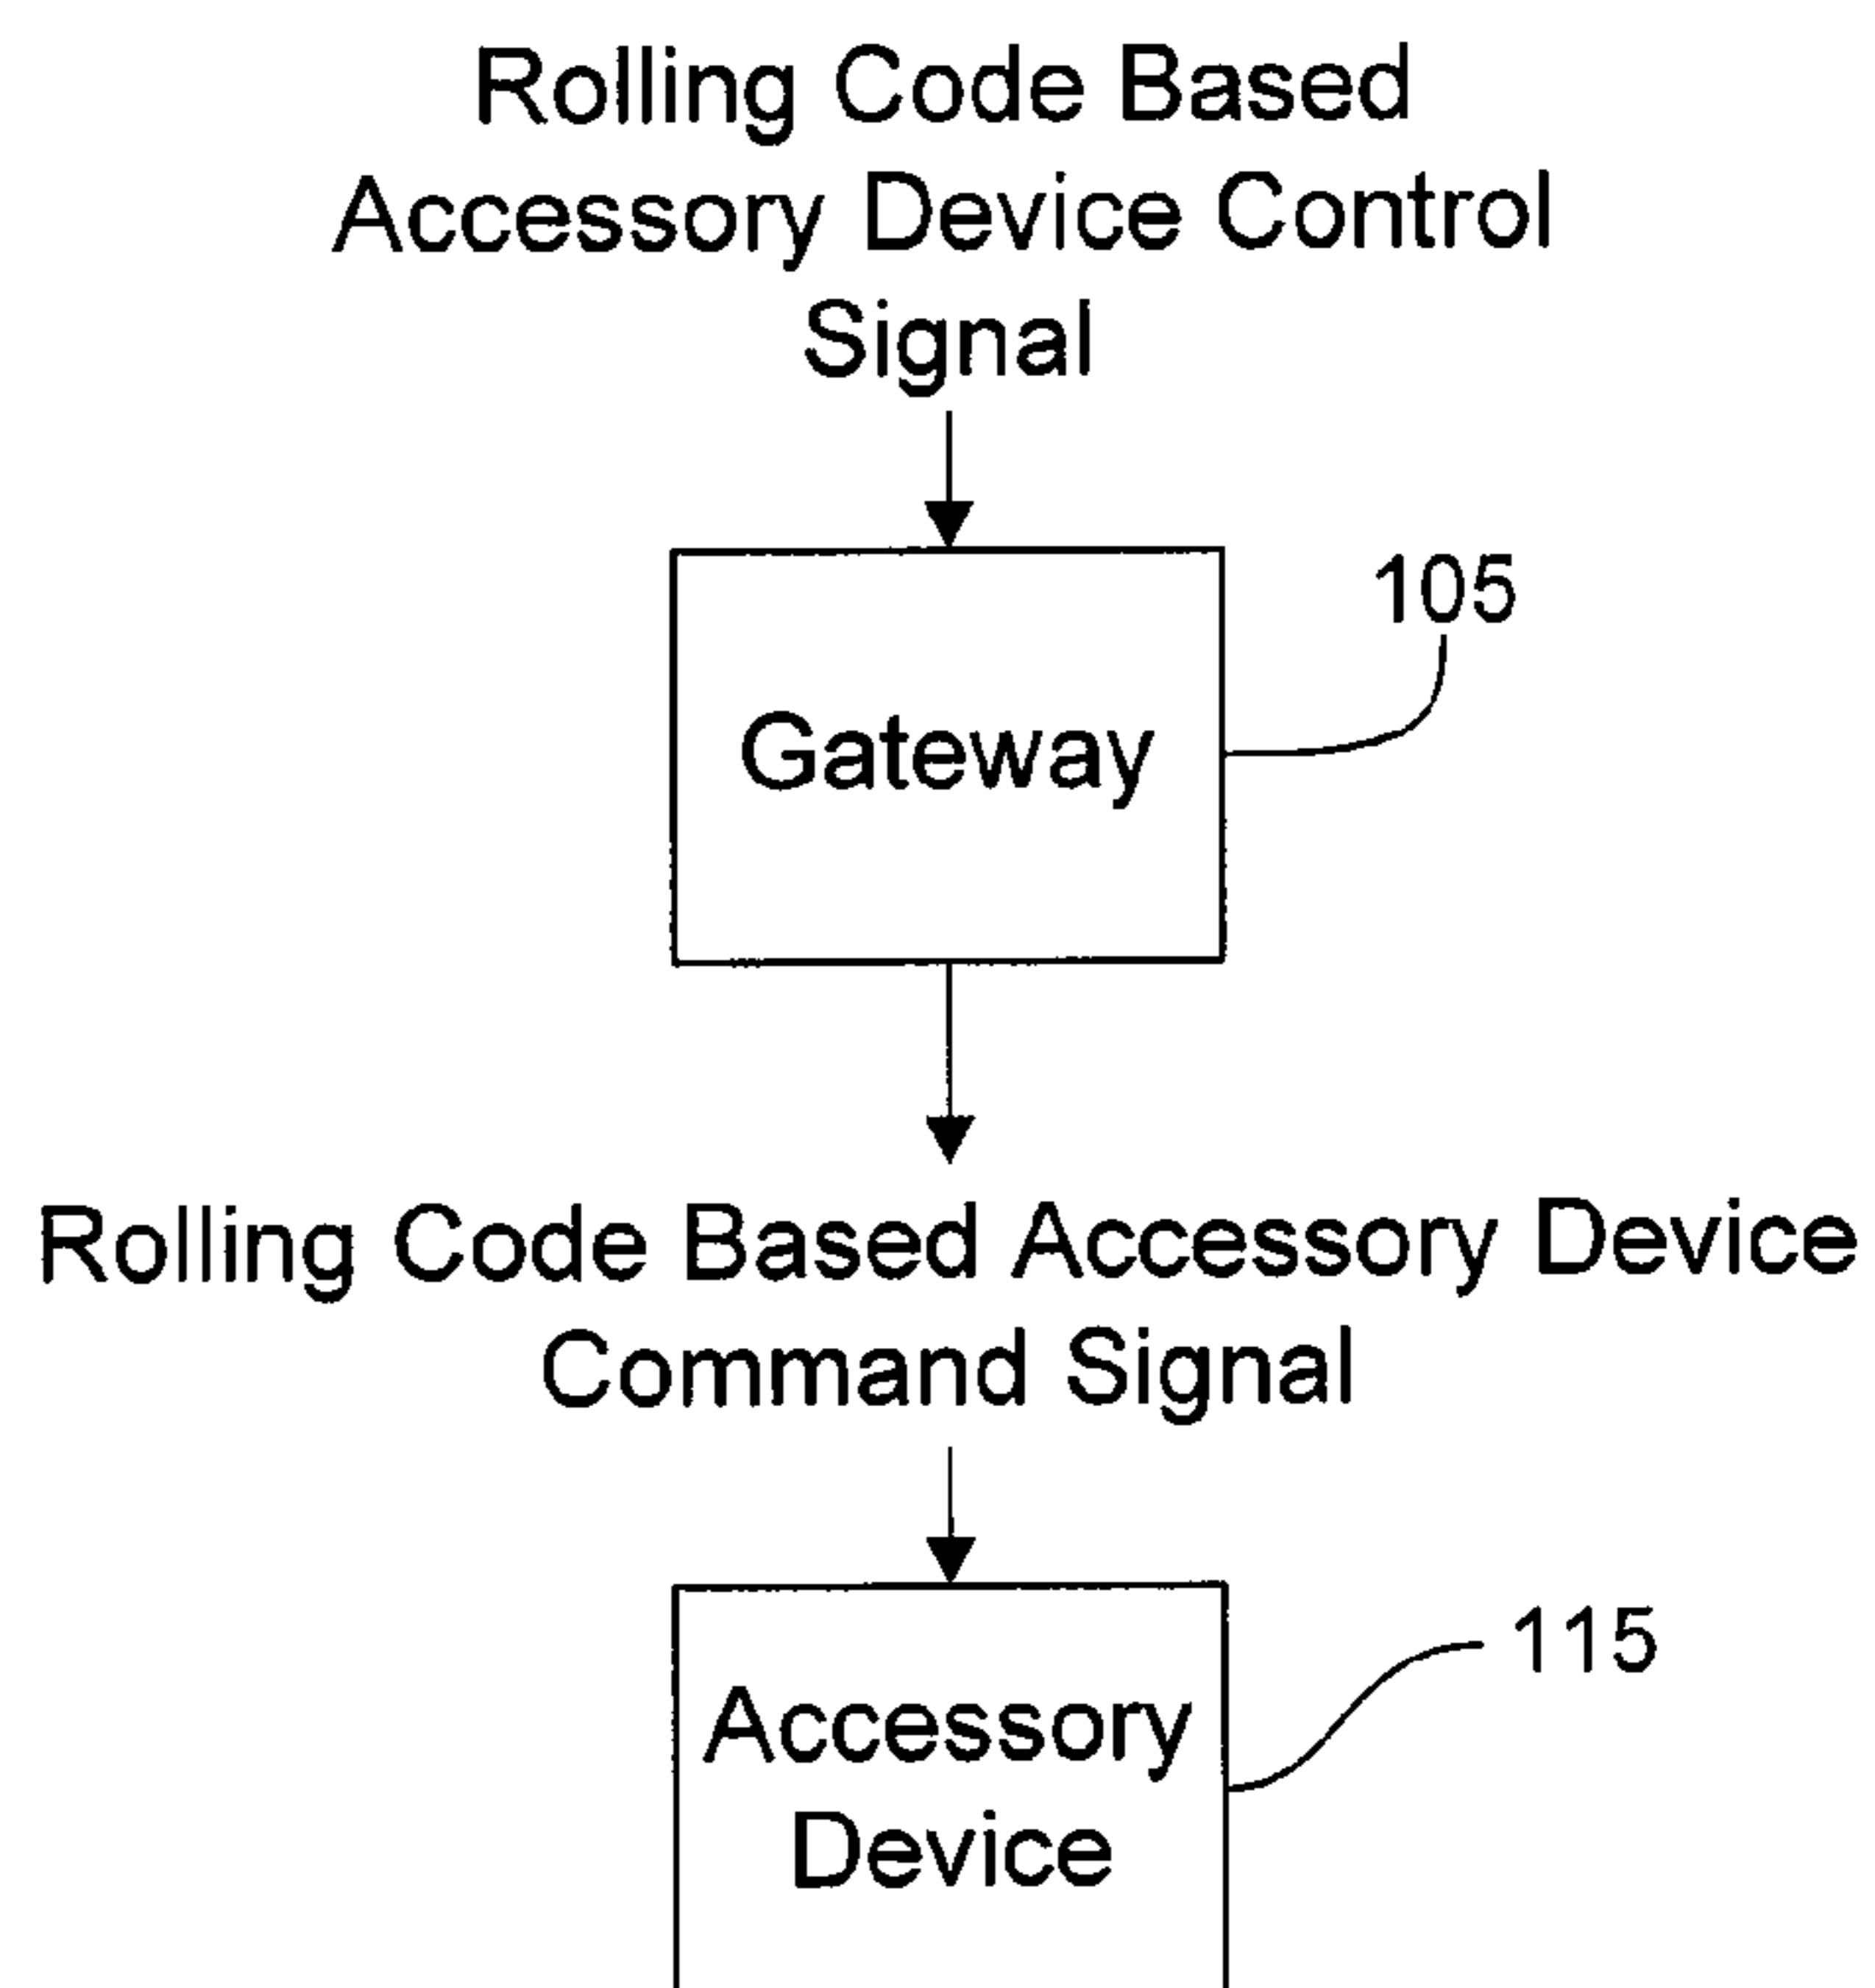 Rolling Code Based
Accessory Device Control
Signal
105
Gateway
Rolling Code Based Accessory Device
Command Signal
115
Accessory
Device